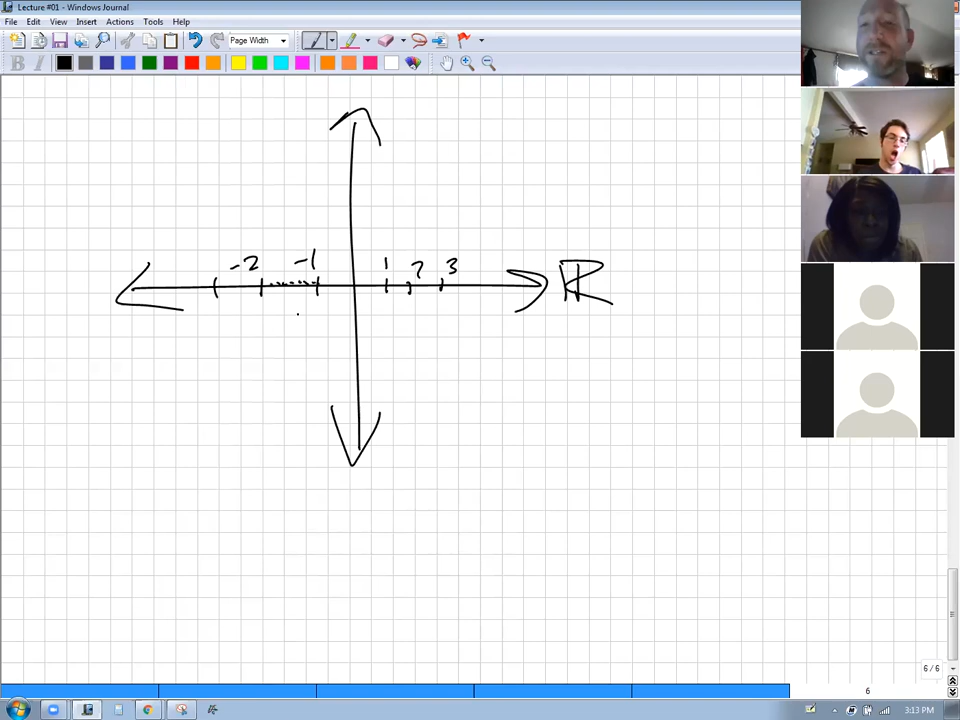 Lecture #01 - Windows Journal
File Edit View Insert Actions Tools Help
Page Width
B I
-2 -1 1 2 3 ℝ
6 / 6
6
3:13 PM